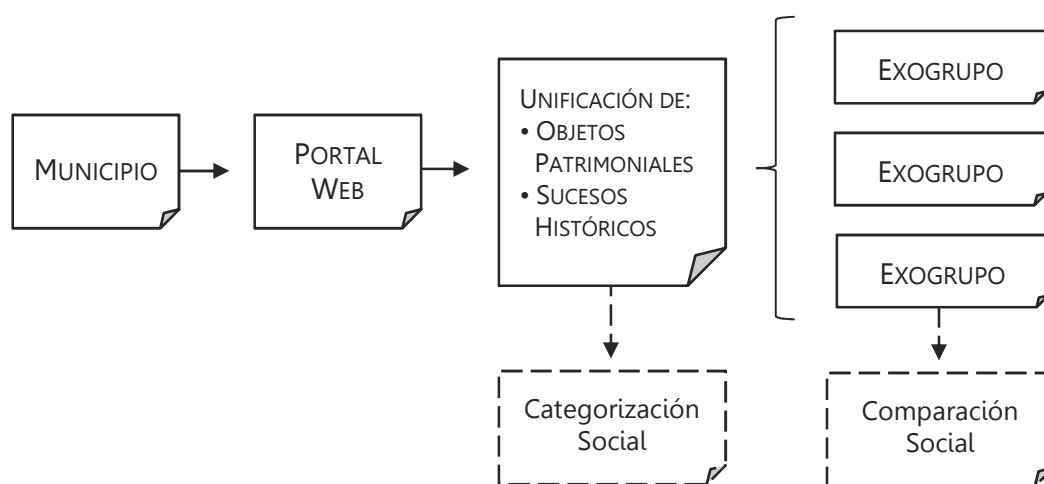 MUNICIPIO
PORTAL
WEB
UNIFICACIÓN DE:
• OBJETOS
PATRIMONIALES
• SUCESOS
HISTÓRICOS
EXOGRUPO
EXOGRUPO
EXOGRUPO
Categorización
Social
Comparación
Social